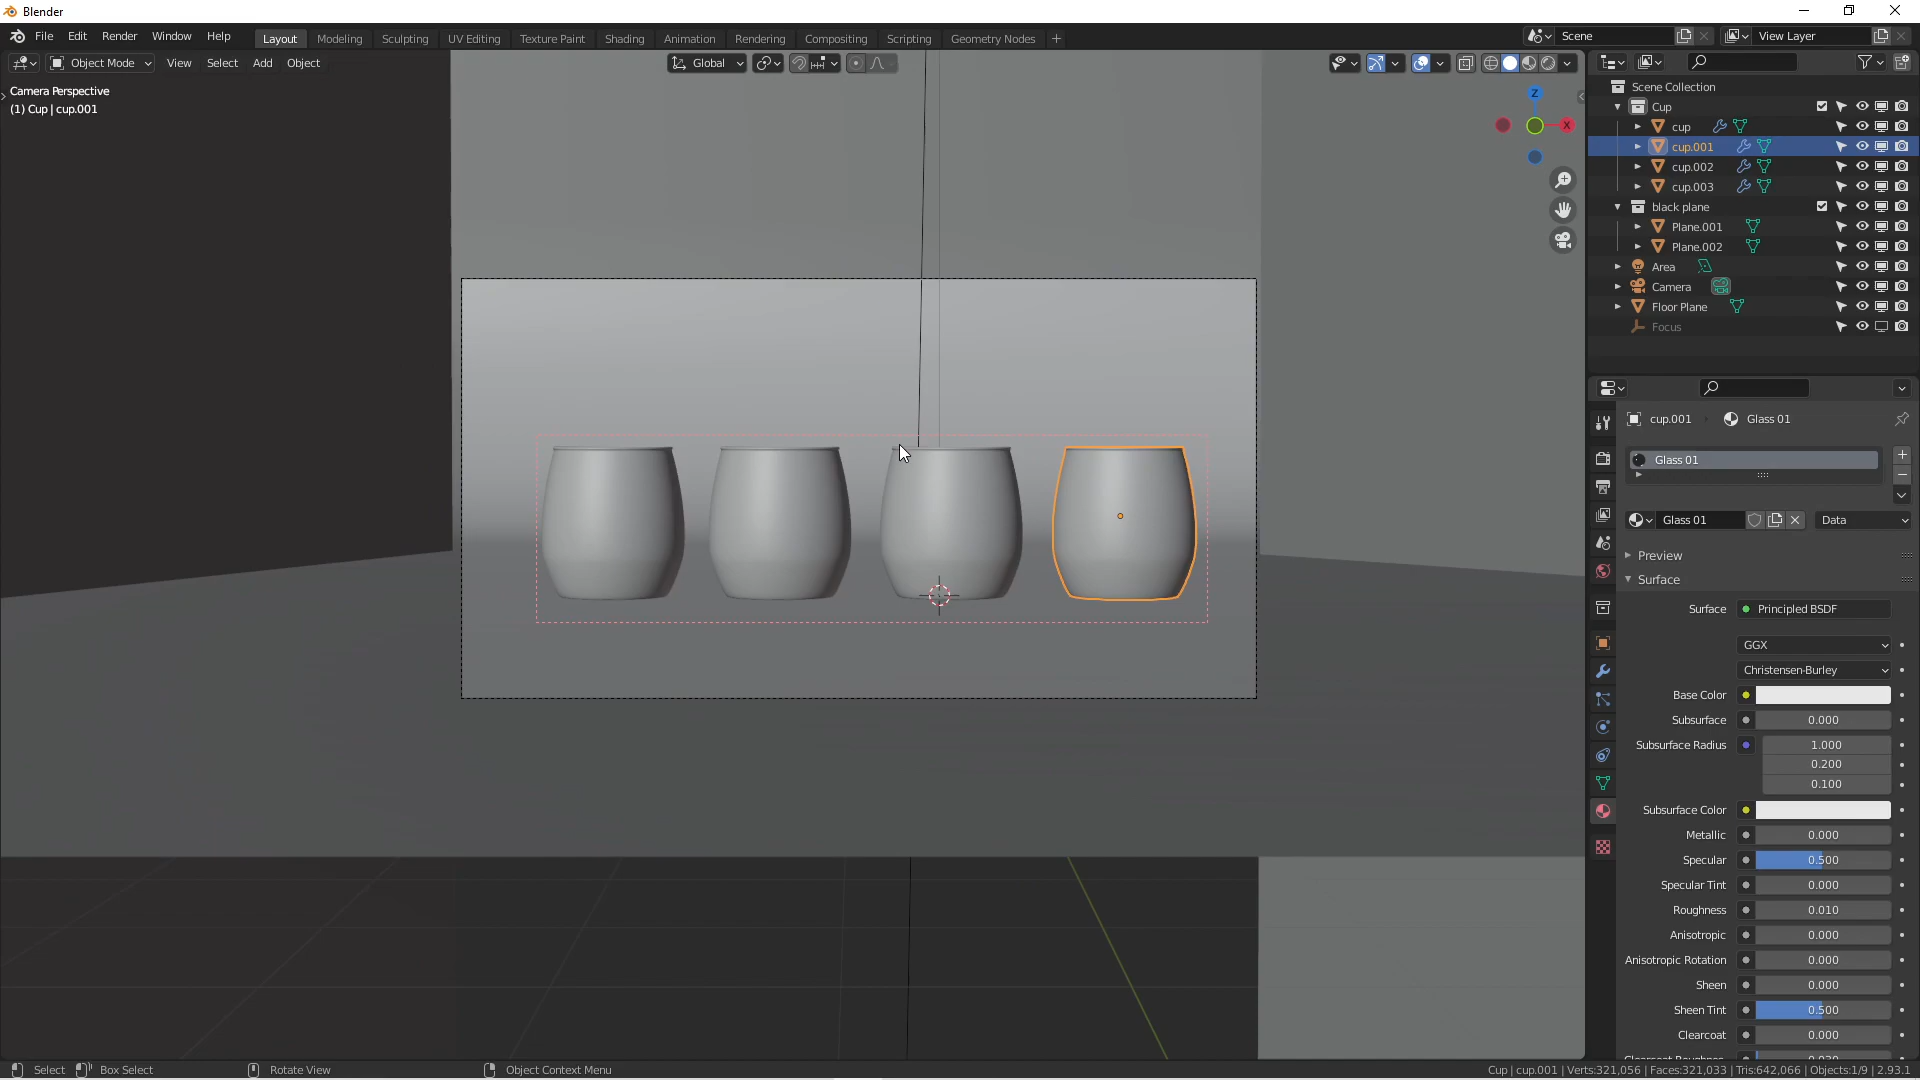 Blender
File Edit Render Window Help Layout Modeling Sculpting UV Editing Texture Paint Shading Animation Rendering Compositing Scripting Geometry Nodes + Scene View Layer
Object Mode View Select Add Object Global
Camera Perspective
(1) Cup | cup.001
Z
X
Scene Collection
Cup
cup
cup.001
cup.002
cup.003
black plane
Plane.001
Plane.002
Area
Camera
Floor Plane
Focus
cup.001 › Glass 01
Glass 01
Glass 01 Data
Preview
Surface
Surface Principled BSDF
GGX
Christensen-Burley
Base Color
Subsurface 0.000
Subsurface Radius 1.000
0.200
0.100
Subsurface Color
Metallic 0.000
Specular 0.500
Specular Tint 0.000
Roughness 0.010
Anisotropic 0.000
Anisotropic Rotation 0.000
Sheen 0.000
Sheen Tint 0.500
Clearcoat 0.000
Select Box Select Rotate View Object Context Menu Cup | cup.001 | Verts:321,056 | Faces:321,033 | Tris:642,066 | Objects:1/9 | 2.93.1